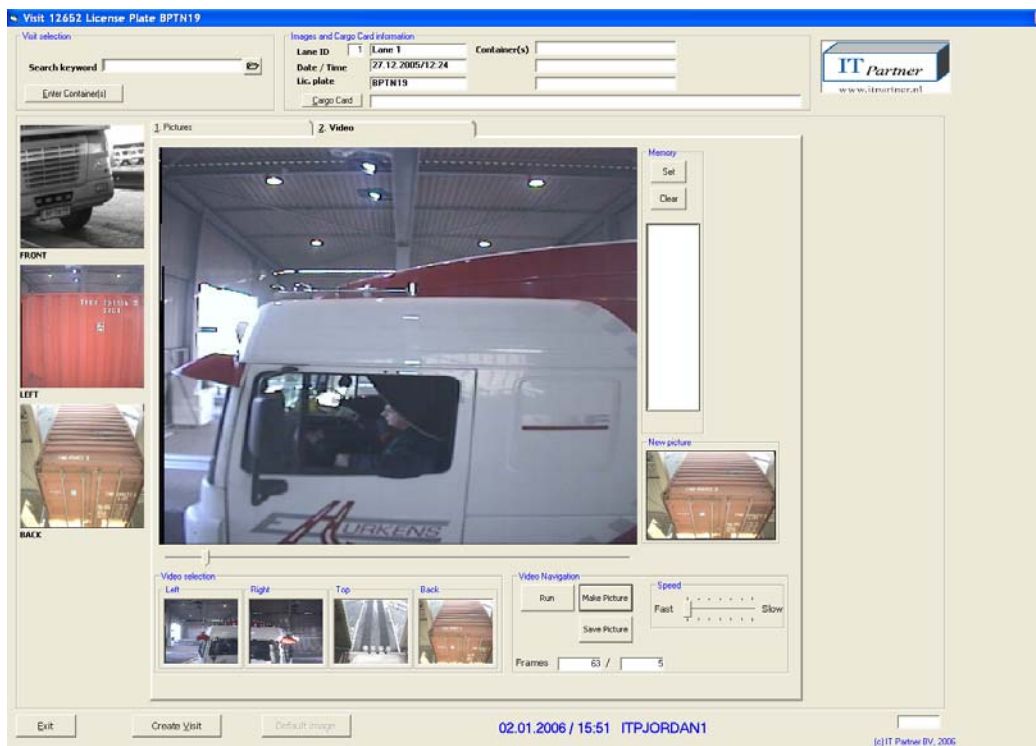 Visit 12652 License Plate BPTN19
Visit selection
Search keyword
Enter Container(s)
Images and Cargo Card information
Lane ID 1 Lane 1 Container(s)
Date / Time 27.12.2005/12:24
Lic. plate BPTN19
Cargo Card
IT Partner
www.itpartner.nl
1. Pictures 2. Video
FRONT
LEFT
BACK
HURKENS
Memory
Set
Clear
New picture
Video selection
Left Right Top Back
Video Navigation
Run Make Picture
Save Picture
Speed
Fast Slow
Frames 63 / 5
Exit Create Visit Default image
02.01.2006 / 15:51 ITPJORDAN1
(c) IT Partner BV, 2006